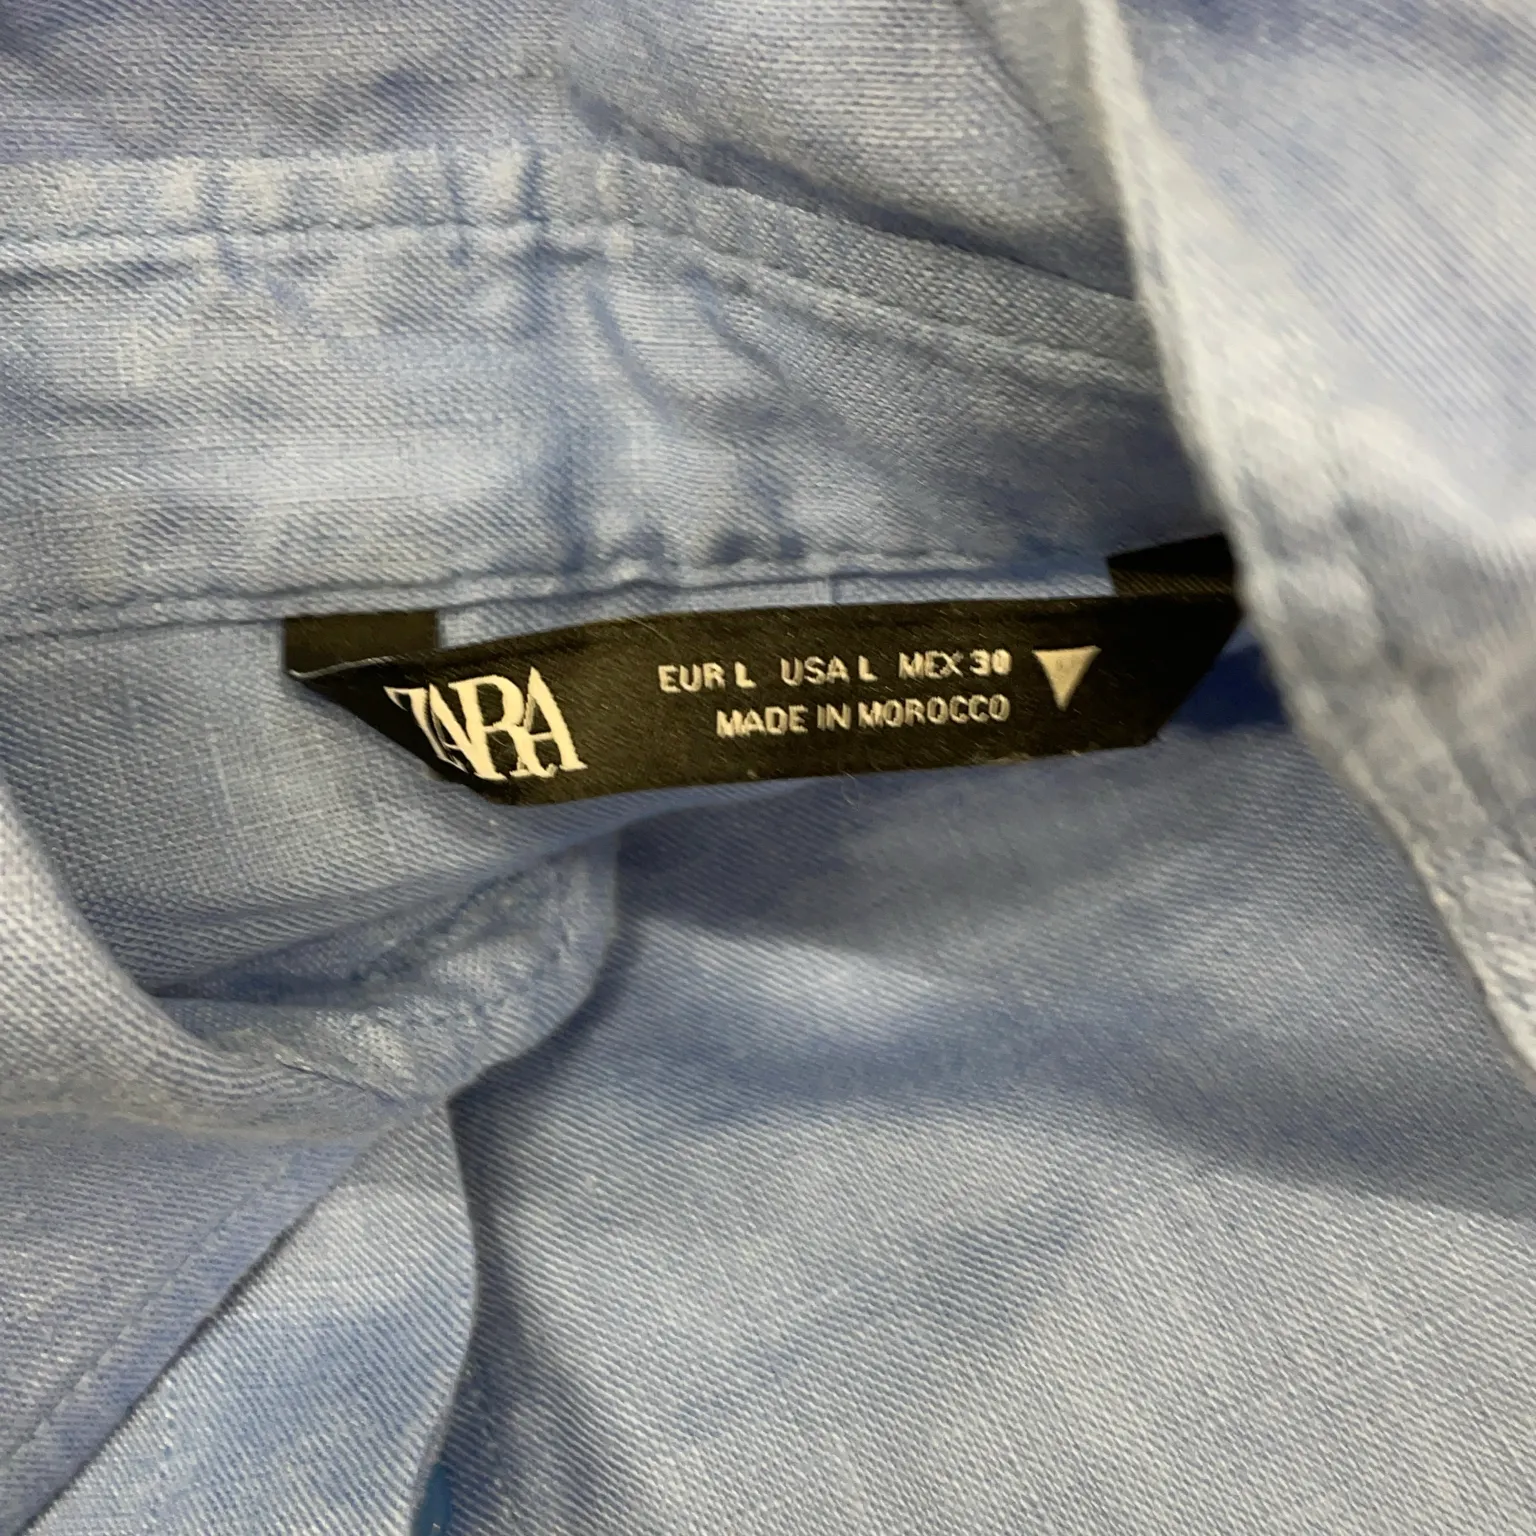 ZARA
EUR L USA L MEX 30
MADE IN MOROCCO